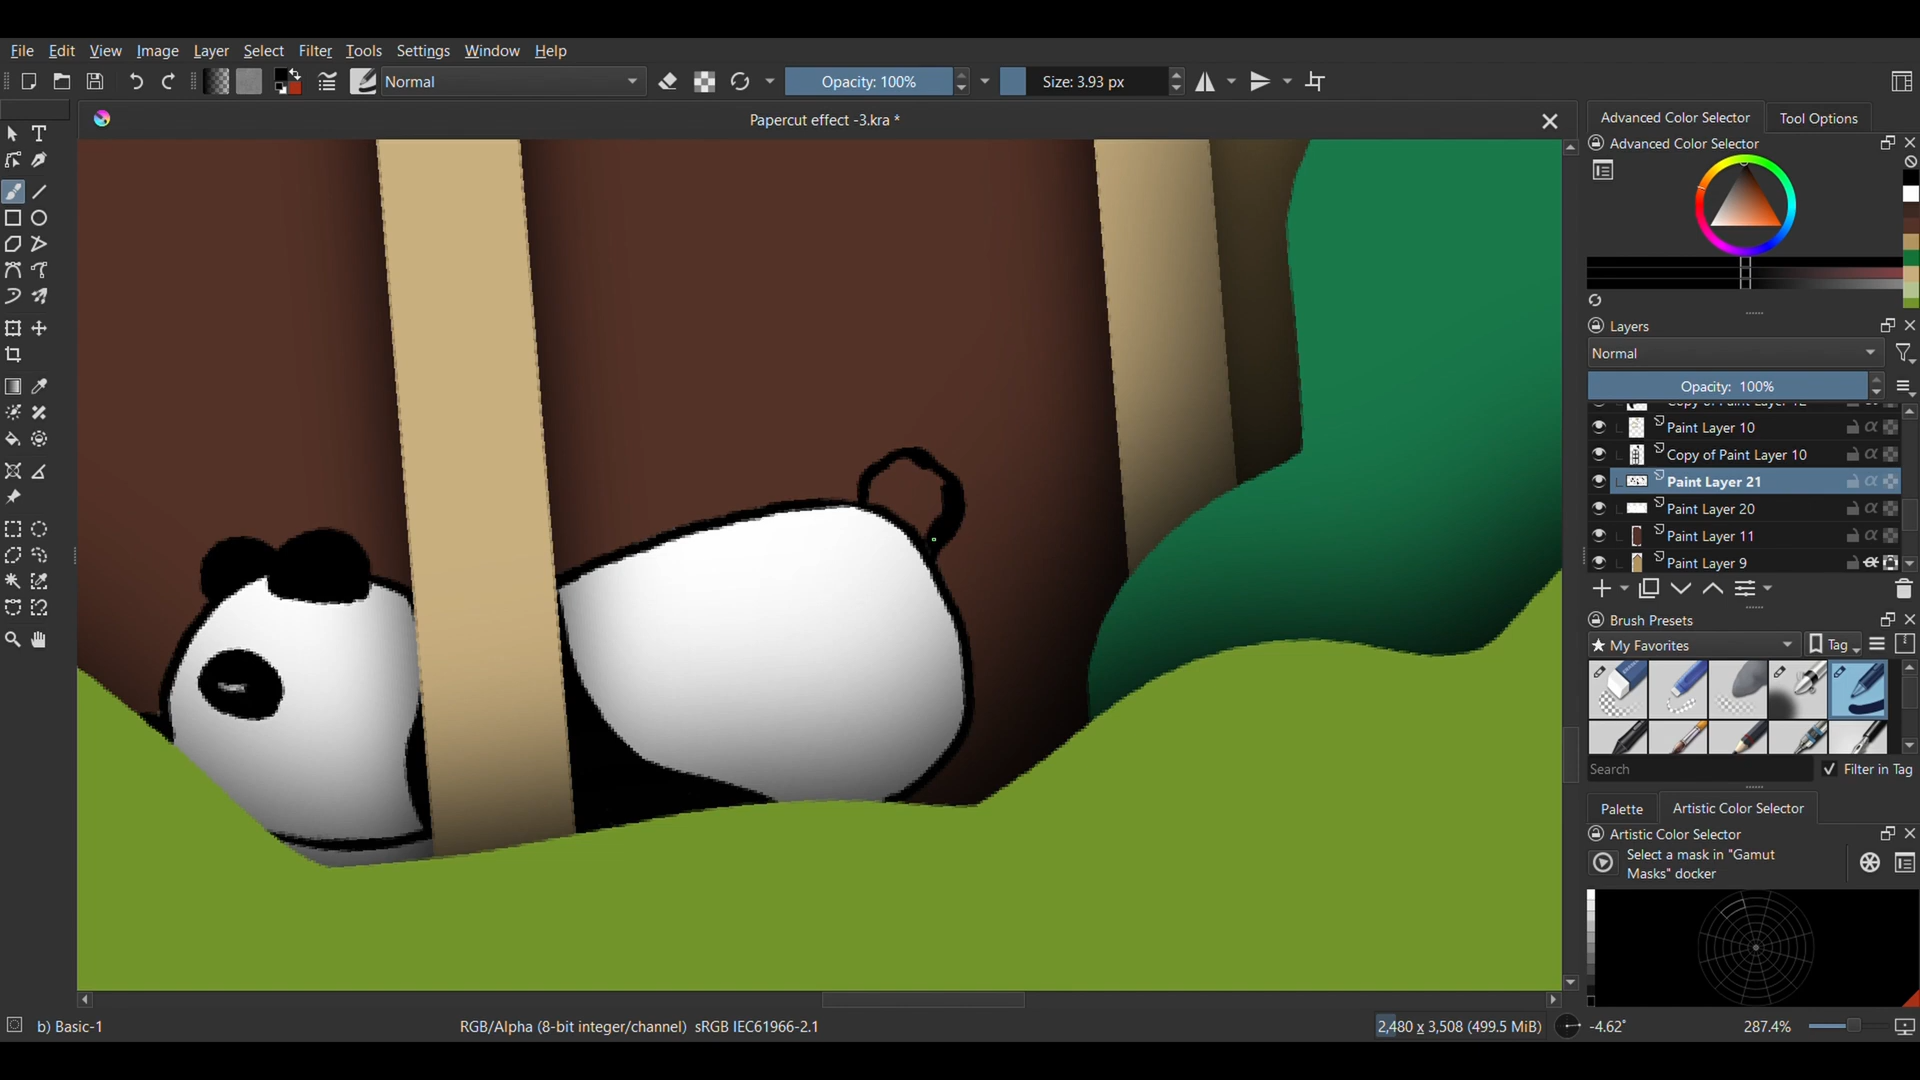 File Edit View Image Layer Select Filter Tools Settings Window Help
Normal Opacity: 100% Size: 3.93 px
Papercut effect -3.kra *
Advanced Color Selector Tool Options
Advanced Color Selector
Layers
Normal
Opacity: 100%
Copy of Paint Layer 12
Paint Layer 10
Copy of Paint Layer 10
Paint Layer 21
Paint Layer 20
Paint Layer 11
Paint Layer 9
Brush Presets
My Favorites Tag
Search Filter in Tag
Palette Artistic Color Selector
Artistic Color Selector
Select a mask in "Gamut
Masks" docker
b) Basic-1 RGB/Alpha (8-bit integer/channel) sRGB IEC61966-2.1 2,480 x 3,508 (499.5 MiB) -4.62° 287.4%